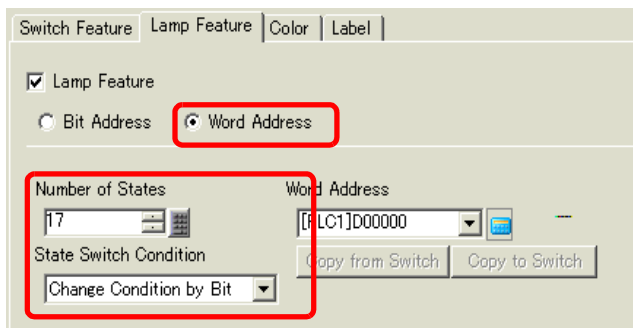 Switch Feature Lamp Feature Color Label
Lamp Feature
Bit Address Word Address
Number of States Word Address
17 [PLC1]D00000
State Switch Condition Copy from Switch Copy to Switch
Change Condition by Bit